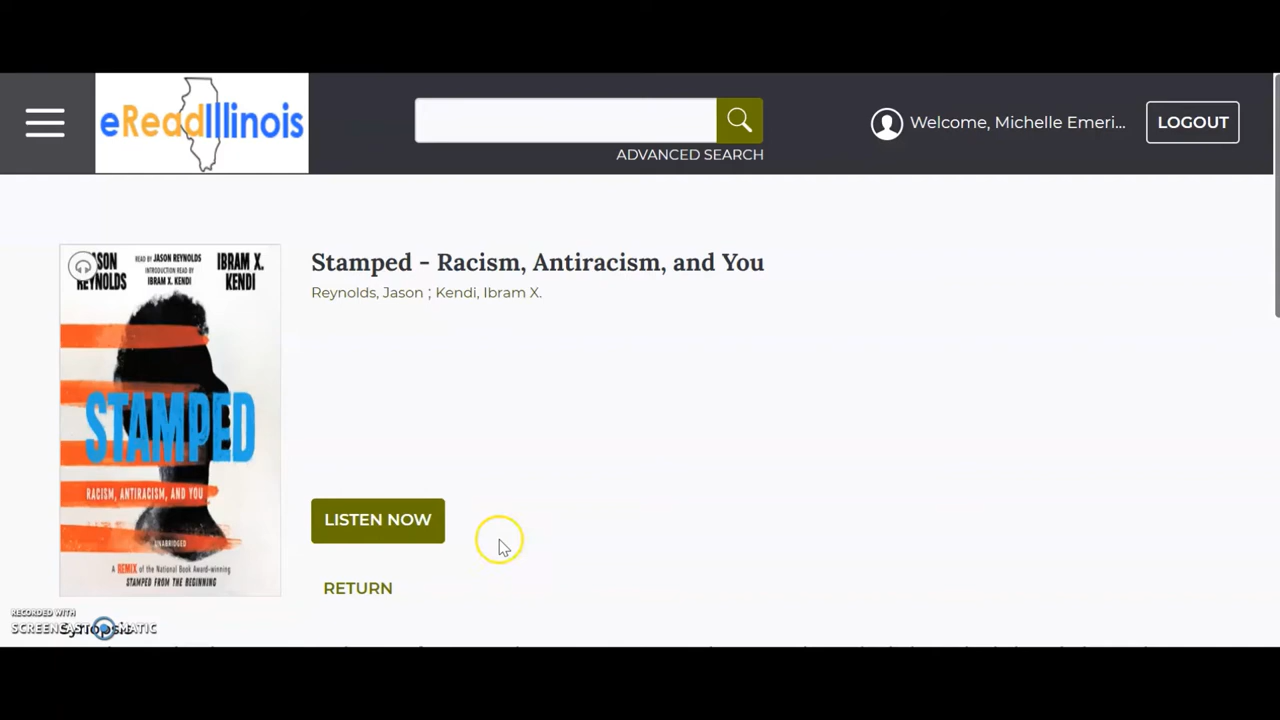 eReadIllinois
ADVANCED SEARCH
Welcome, Michelle Emeri...
LOGOUT
JASON REYNOLDS
READ BY JASON REYNOLDS
INTRODUCTION READ BY IBRAM X. KENDI
IBRAM X. KENDI
STAMPED
RACISM, ANTIRACISM, AND YOU
UNABRIDGED
A REMIX of the National Book Award-winning
STAMPED FROM THE BEGINNING
Stamped - Racism, Antiracism, and You
Reynolds, Jason ; Kendi, Ibram X.
LISTEN NOW
RETURN
Synopsis
RECORDED WITH
SCREENCAST MATIC